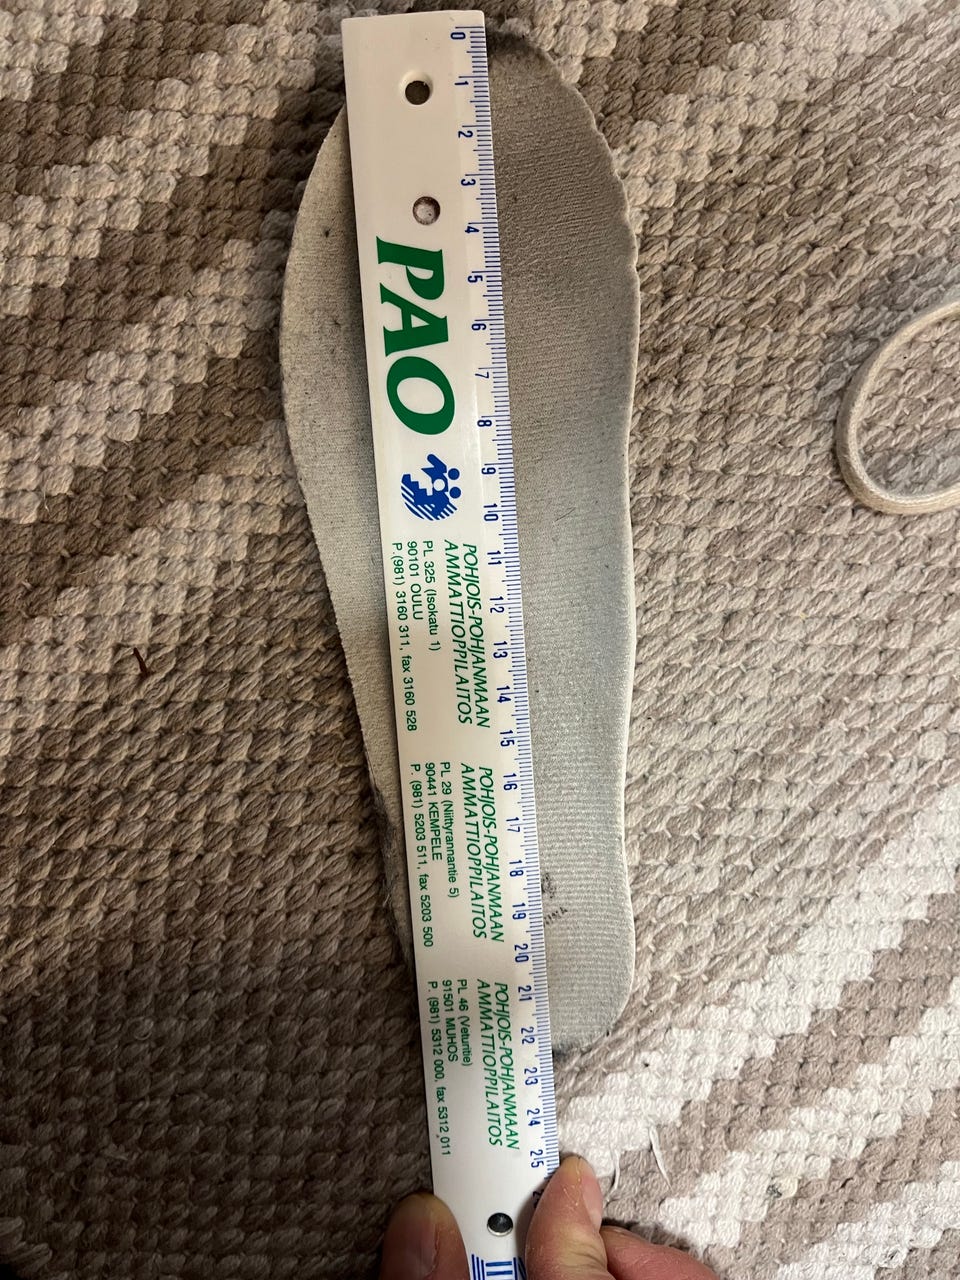 0 1 2 3 4 5 6 7 8 9 10 11 12 13 14 15 16 17 18 19 20 21 22 23 24 25
PAO
POHJOIS-POHJANMAAN
AMMATTIOPPILAITOS
PL 325 (Isokatu 1)
90101 OULU
P.(981) 3160 311, fax 3160 528
POHJOIS-POHJANMAAN
AMMATTIOPPILAITOS
PL 29 (Niittyrannantie 5)
90441 KEMPELE
P. (981) 5203 511, fax 5203 500
POHJOIS-POHJANMAAN
AMMATTIOPPILAITOS
PL 46 (Veturitie)
91501 MUHOS
P. (981) 5312 000, fax 5312 011